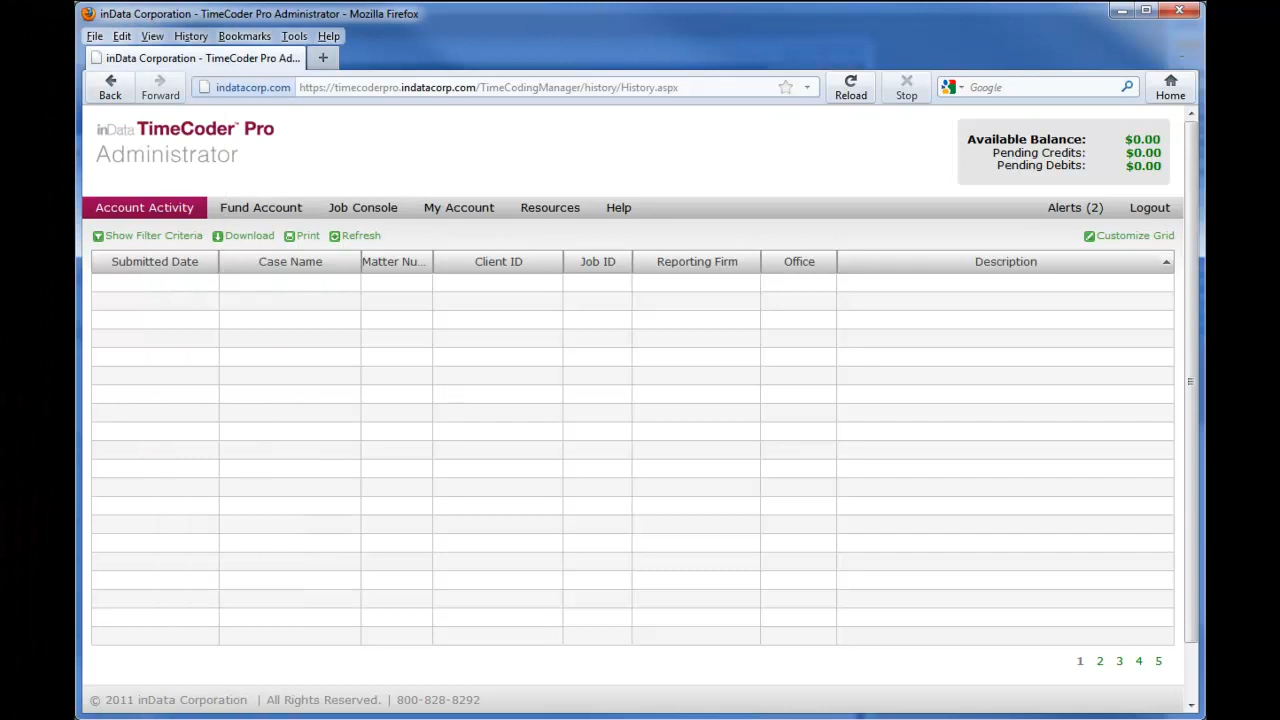 inData Corporation - TimeCoder Pro Administrator - Mozilla Firefox
File Edit View History Bookmarks Tools Help
inData Corporation - TimeCoder Pro Ad... +
Back Forward indatacorp.com https://timecoderpro.indatacorp.com/TimeCodingManager/history/History.aspx Reload Stop Google Home
inData TimeCoder™ Pro
Administrator
Available Balance: $0.00
Pending Credits: $0.00
Pending Debits: $0.00
Account Activity Fund Account Job Console My Account Resources Help Alerts (2) Logout
Show Filter Criteria Download Print Refresh Customize Grid
Submitted Date Case Name Matter Nu... Client ID Job ID Reporting Firm Office Description
1 2 3 4 5
© 2011 inData Corporation | All Rights Reserved. | 800-828-8292